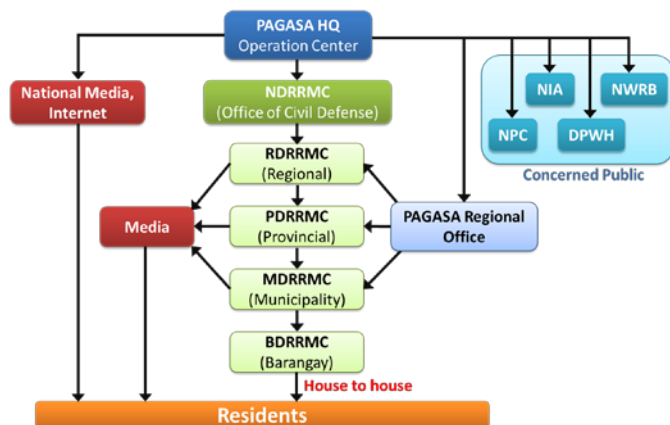 PAGASA HQ
Operation Center
National Media,
Internet
NDRRMC
(Office of Civil Defense)
NIA
NWRB
NPC
DPWH
Concerned Public
RDRRMC
(Regional)
Media
PDRRMC
(Provincial)
PAGASA Regional
Office
MDRRMC
(Municipality)
BDRRMC
(Barangay)
House to house
Residents